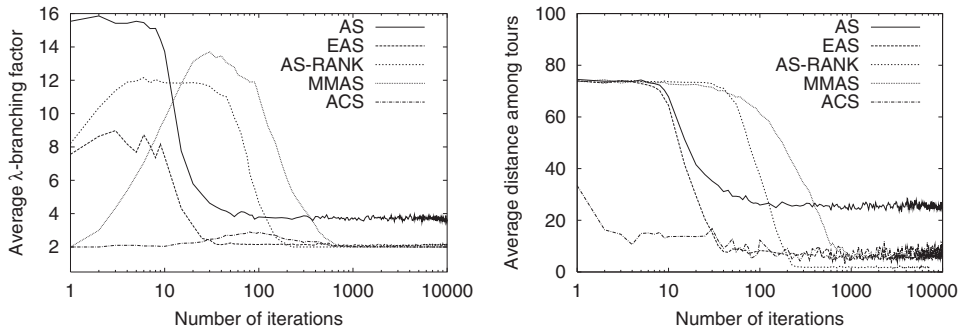 Average λ-branching factor
16
14
12
10
8
6
4
2
AS
EAS
AS-RANK
MMAS
ACS
1
10
100
1000
10000
Number of iterations
Average distance among tours
100
80
60
40
20
0
AS
EAS
AS-RANK
MMAS
ACS
1
10
100
1000
10000
Number of iterations